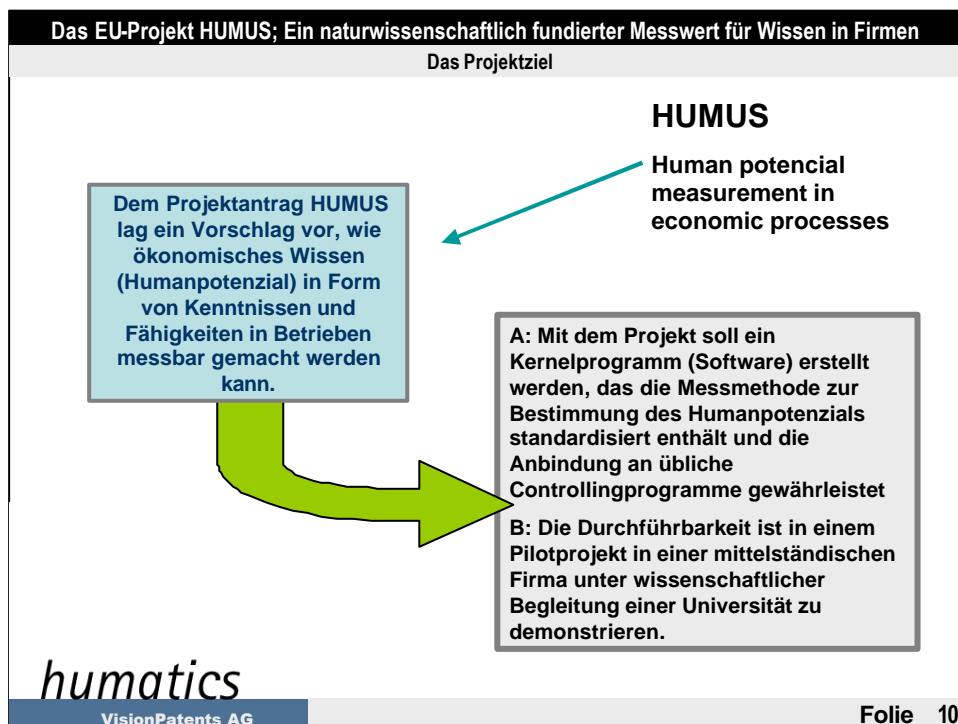 Das EU-Projekt HUMUS; Ein naturwissenschaftlich fundierter Messwert für Wissen in Firmen
Das Projektziel
HUMUS
Human potencial
measurement in
economic processes
Dem Projektantrag HUMUS
lag ein Vorschlag vor, wie
ökonomisches Wissen
(Humanpotenzial) in Form
von Kenntnissen und
Fähigkeiten in Betrieben
messbar gemacht werden
kann.
A: Mit dem Projekt soll ein
Kernelprogramm (Software) erstellt
werden, das die Messmethode zur
Bestimmung des Humanpotenzials
standardisiert enthält und die
Anbindung an übliche
Controllingprogramme gewährleistet
B: Die Durchführbarkeit ist in einem
Pilotprojekt in einer mittelständischen
Firma unter wissenschaftlicher
Begleitung einer Universität zu
demonstrieren.
humatics
VisionPatents AG
Folie 10